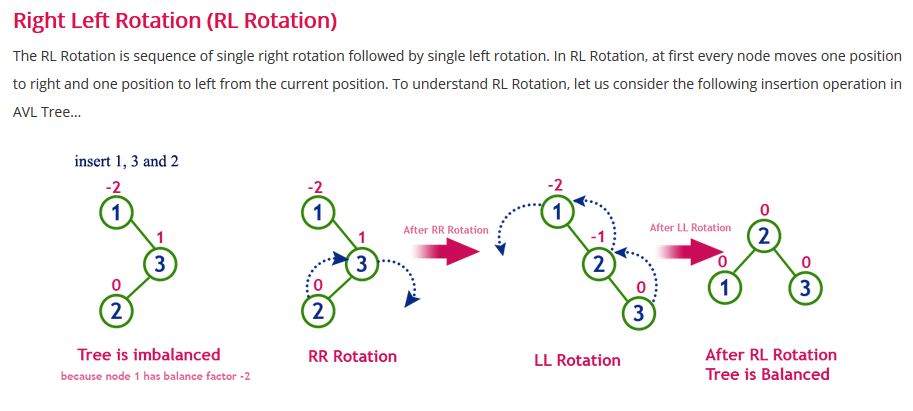 Right Left Rotation (RL Rotation)
The RL Rotation is sequence of single right rotation followed by single left rotation. In RL Rotation, at first every node moves one position
to right and one position to left from the current position. To understand RL Rotation, let us consider the following insertion operation in
AVL Tree...
insert 1, 3 and 2
-2
1
1
3
0
2
Tree is imbalanced
because node 1 has balance factor -2
-2
1
1
3
0
2
RR Rotation
After RR Rotation
-2
1
-1
2
0
3
LL Rotation
After LL Rotation
0
2
0
1
0
3
After RL Rotation
Tree is Balanced